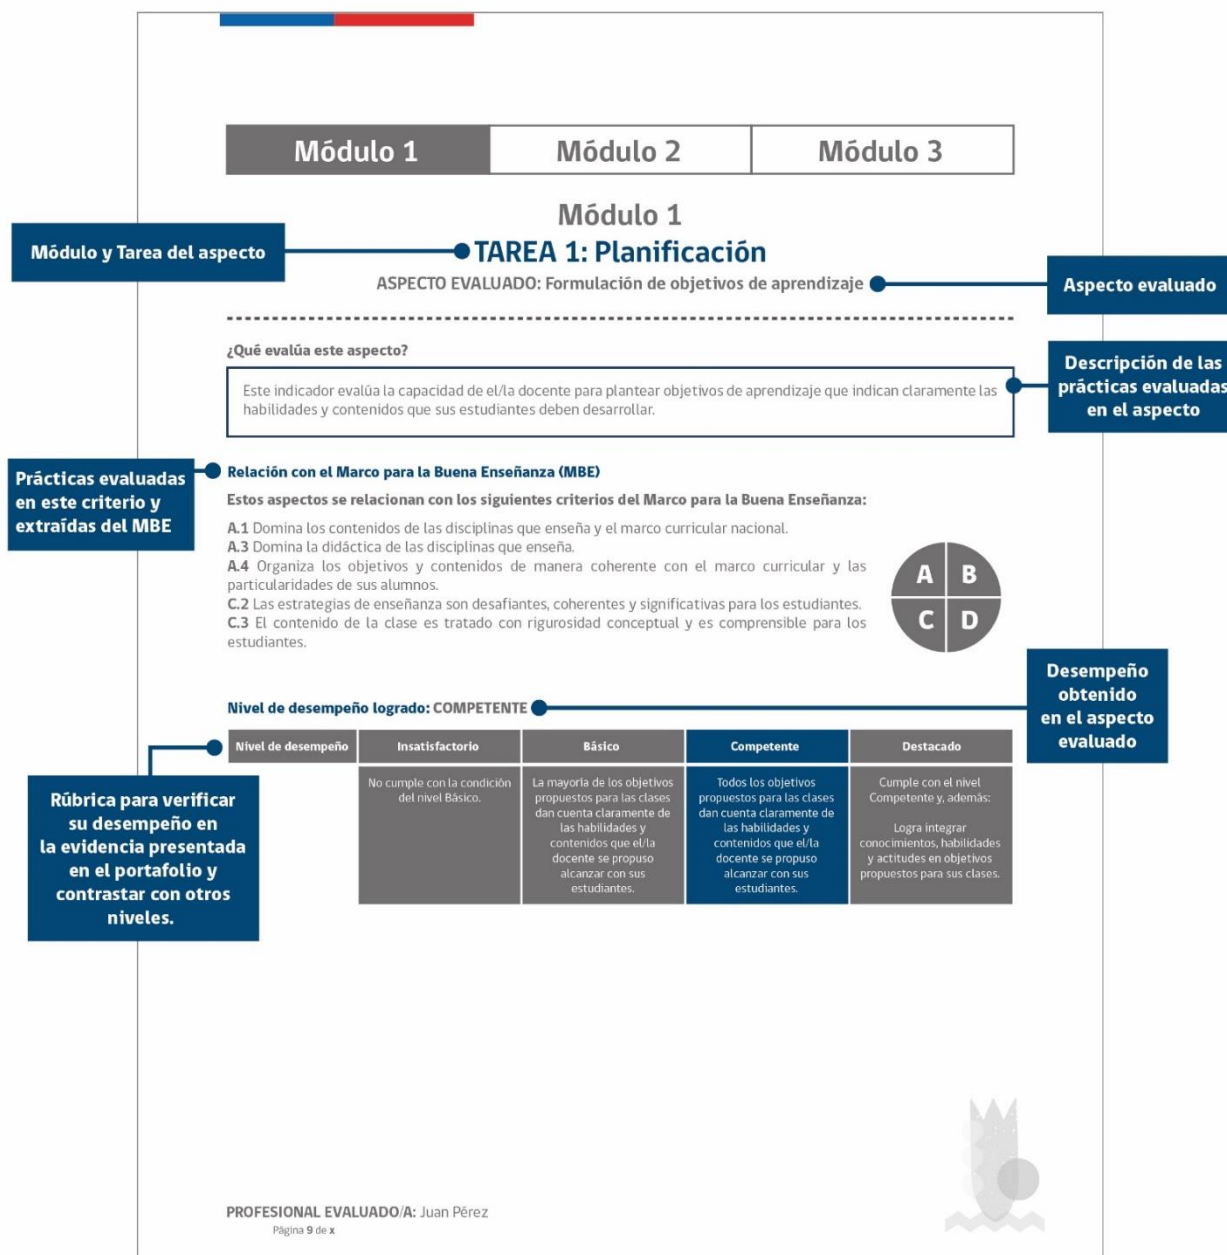 Módulo 1
Módulo 2
Módulo 3
Módulo 1
Módulo y Tarea del aspecto
TAREA 1: Planificación
ASPECTO EVALUADO: Formulación de objetivos de aprendizaje
Aspecto evaluado
¿Qué evalúa este aspecto?
Este indicador evalúa la capacidad de el/la docente para plantear objetivos de aprendizaje que indican claramente las
habilidades y contenidos que sus estudiantes deben desarrollar.
Descripción de las
prácticas evaluadas
en el aspecto
Prácticas evaluadas
en este criterio y
extraídas del MBE
Relación con el Marco para la Buena Enseñanza (MBE)
Estos aspectos se relacionan con los siguientes criterios del Marco para la Buena Enseñanza:
A.1 Domina los contenidos de las disciplinas que enseña y el marco curricular nacional.
A.3 Domina la didáctica de las disciplinas que enseña.
A.4 Organiza los objetivos y contenidos de manera coherente con el marco curricular y las
particularidades de sus alumnos.
C.2 Las estrategias de enseñanza son desafiantes, coherentes y significativas para los estudiantes.
C.3 El contenido de la clase es tratado con rigurosidad conceptual y es comprensible para los
estudiantes.
A B
C D
Nivel de desempeño logrado: COMPETENTE
Desempeño
obtenido
en el aspecto
evaluado
Rúbrica para verificar
su desempeño en
la evidencia presentada
en el portafolio y
contrastar con otros
niveles.
Nivel de desempeño
Insatisfactorio
Básico
Competente
Destacado
No cumple con la condición
del nivel Básico.
La mayoría de los objetivos
propuestos para las clases
dan cuenta claramente de
las habilidades y
contenidos que el/la
docente se propuso
alcanzar con sus
estudiantes.
Todos los objetivos
propuestos para las clases
dan cuenta claramente de
las habilidades y
contenidos que el/la
docente se propuso
alcanzar con sus
estudiantes.
Cumple con el nivel
Competente y, además:
Logra integrar
conocimientos, habilidades
y actitudes en objetivos
propuestos para sus clases.
PROFESIONAL EVALUADO/A: Juan Pérez
Página 9 de x